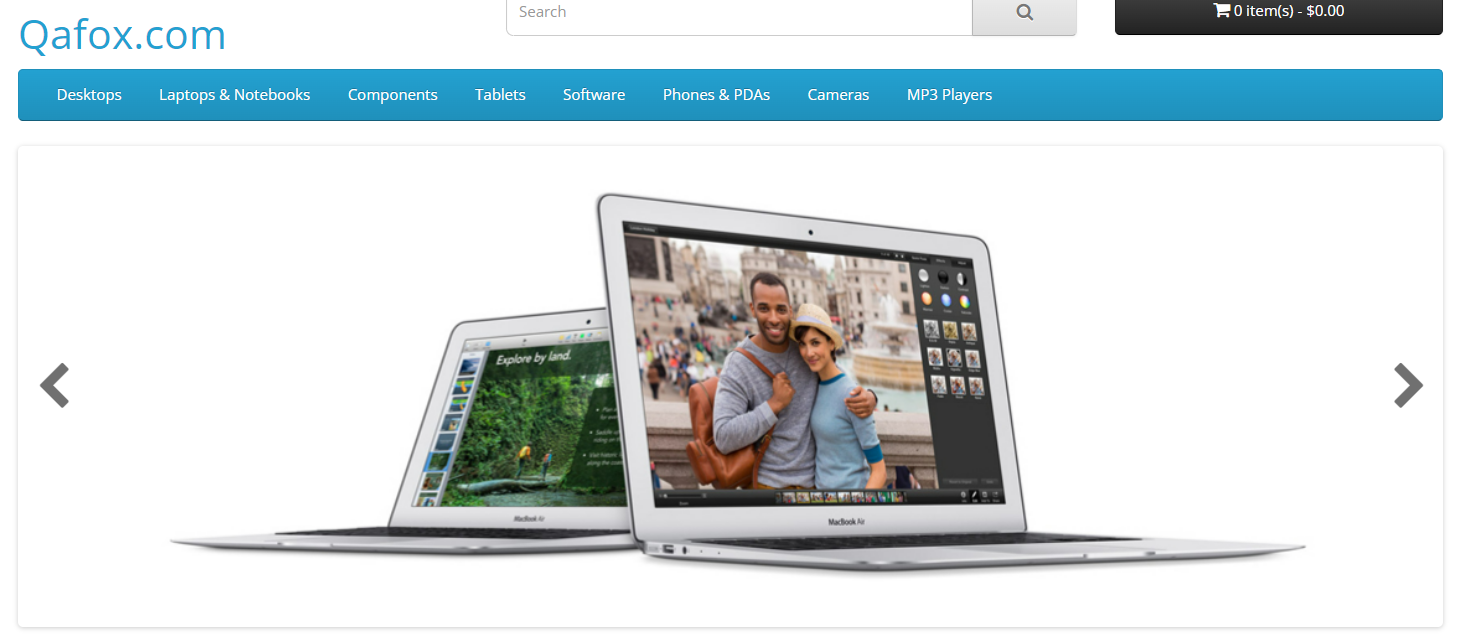 Qafox.com
Search
0 item(s) - $0.00
Desktops
Laptops & Notebooks
Components
Tablets
Software
Phones & PDAs
Cameras
MP3 Players
Explore by land.
MacBook Air
MacBook Air